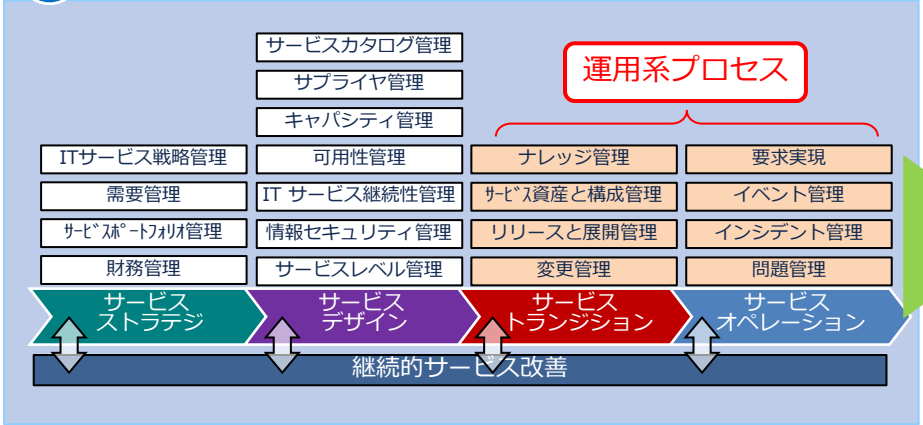 サービスカタログ管理
サプライヤ管理
キャパシティ管理
運用系プロセス
ITサービス戦略管理
可用性管理
ナレッジ管理
要求実現
需要管理
IT サービス継続性管理
ｻｰﾋﾞｽ資産と構成管理
イベント管理
ｻｰﾋﾞｽﾎﾟｰﾄﾌｫﾘｵ管理
情報セキュリティ管理
リリースと展開管理
インシデント管理
財務管理
サービスレベル管理
変更管理
問題管理
サービス
ストラテジ
サービス
デザイン
サービス
トランジション
サービス
オペレーション
継続的サービス改善